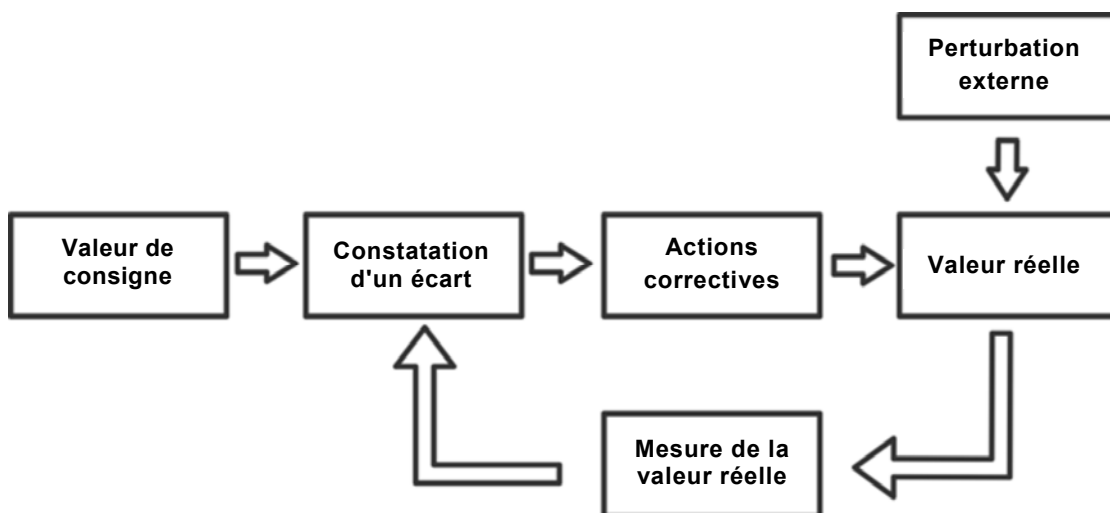 Perturbation
externe
Valeur de
consigne
Constatation
d'un écart
Actions
correctives
Valeur réelle
Mesure de la
valeur réelle